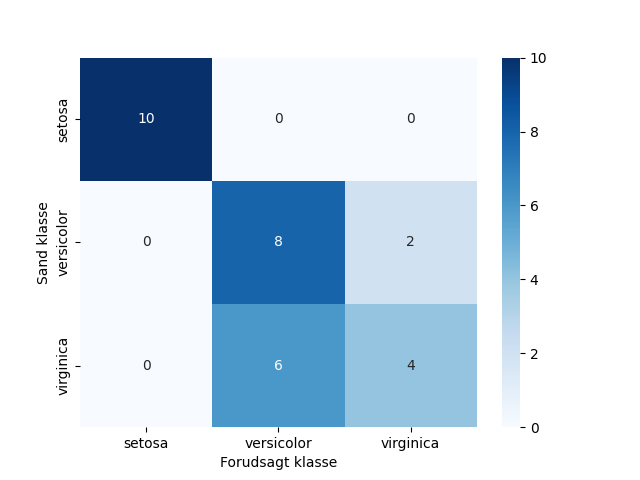 setosa
10 0 0
versicolor
0 8 2
virginica
0 6 4
setosa versicolor virginica
Forudsagt klasse
Sand klasse
10
8
6
4
2
0